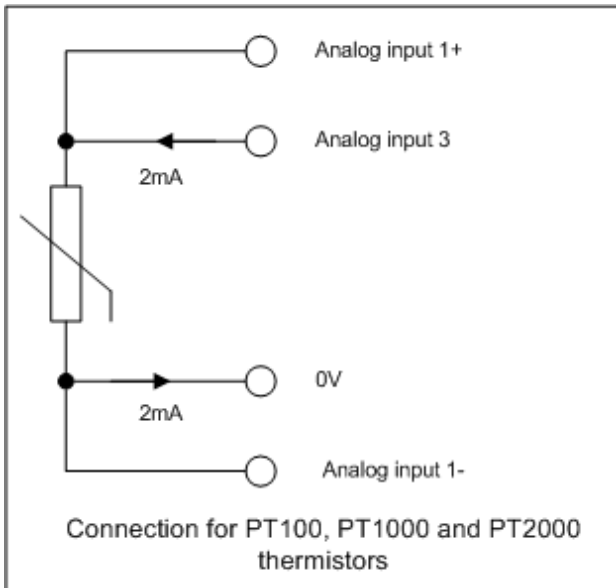 Analog input 1+
Analog input 3
2mA
0V
2mA
Analog input 1-
Connection for PT100, PT1000 and PT2000
thermistors